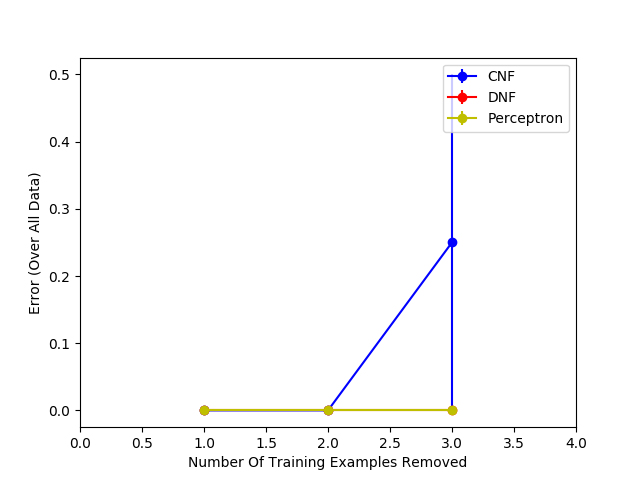 CNF
DNF
Perceptron
0.5
0.4
0.3
0.2
0.1
0.0
Error (Over All Data)
0.0 0.5 1.0 1.5 2.0 2.5 3.0 3.5 4.0
Number Of Training Examples Removed